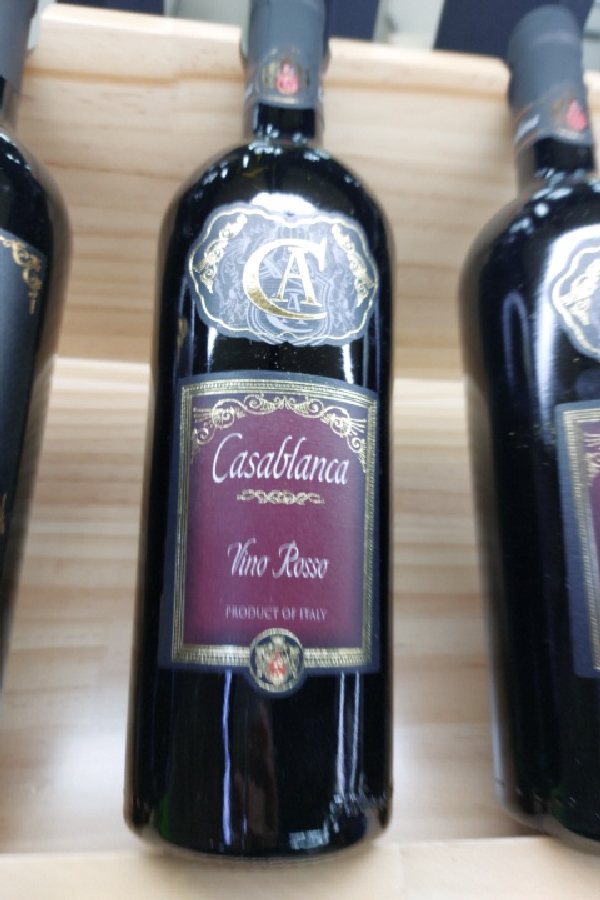 CA
Casablanca
Vino Rosso
PRODUCT OF ITALY